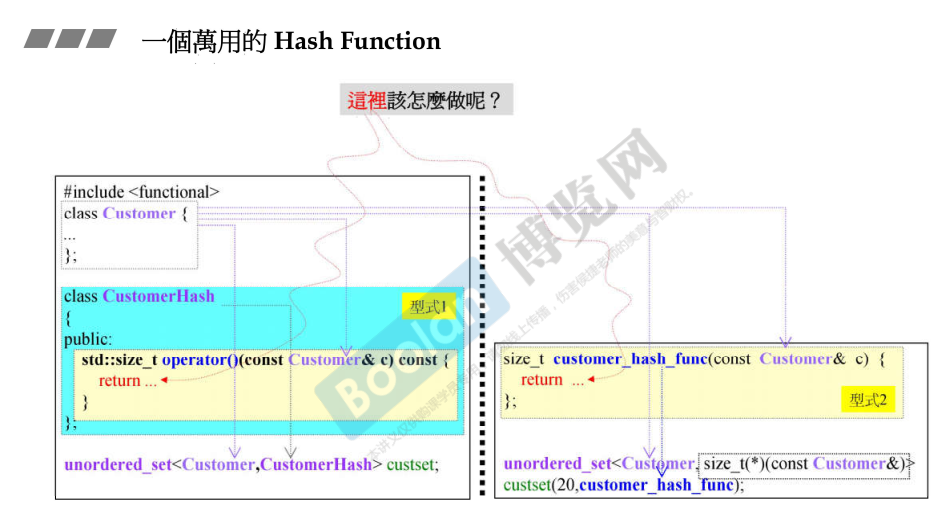 一個萬用的 Hash Function
這裡該怎麼做呢？
#include <functional>
class Customer {
...
};
class CustomerHash
型式1
{
public:
std::size_t operator()(const Customer& c) const {
return ...
}
};
unordered_set<Customer,CustomerHash> custset;
size_t customer_hash_func(const Customer& c) {
return ...
};
型式2
unordered_set<Customer, size_t(*)(const Customer&)>
custset(20,customer_hash_func);
Boolan 博览网